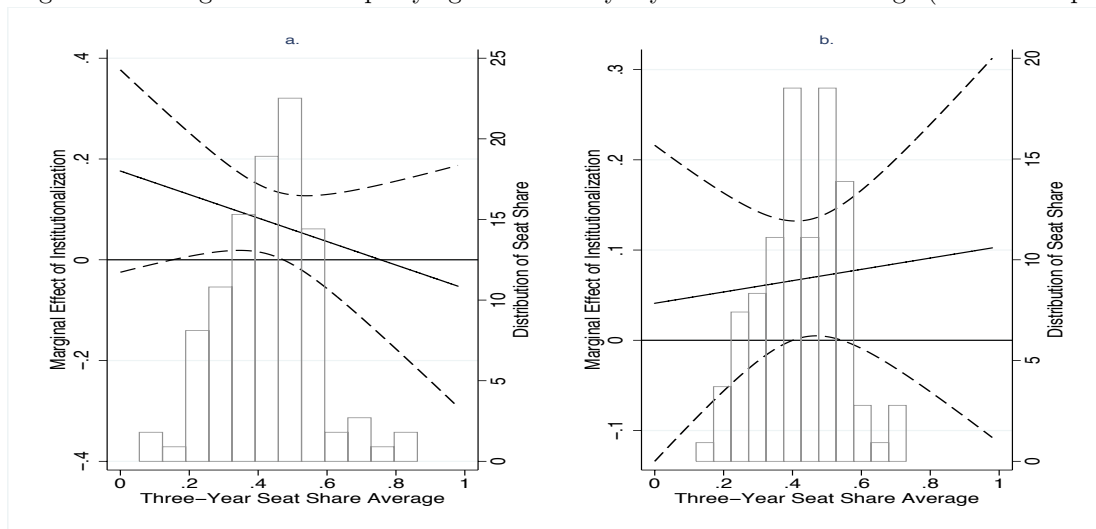 a.
.4
.2
0
-.2
-.4
Marginal Effect of Institutionalization
25
20
15
10
5
0
Distribution of Seat Share
0 .2 .4 .6 .8 1
Three-Year Seat Share Average
b.
.3
.2
.1
0
-.1
Marginal Effect of Institutionalization
20
15
10
5
0
Distribution of Seat Share
0 .2 .4 .6 .8 1
Three-Year Seat Share Average